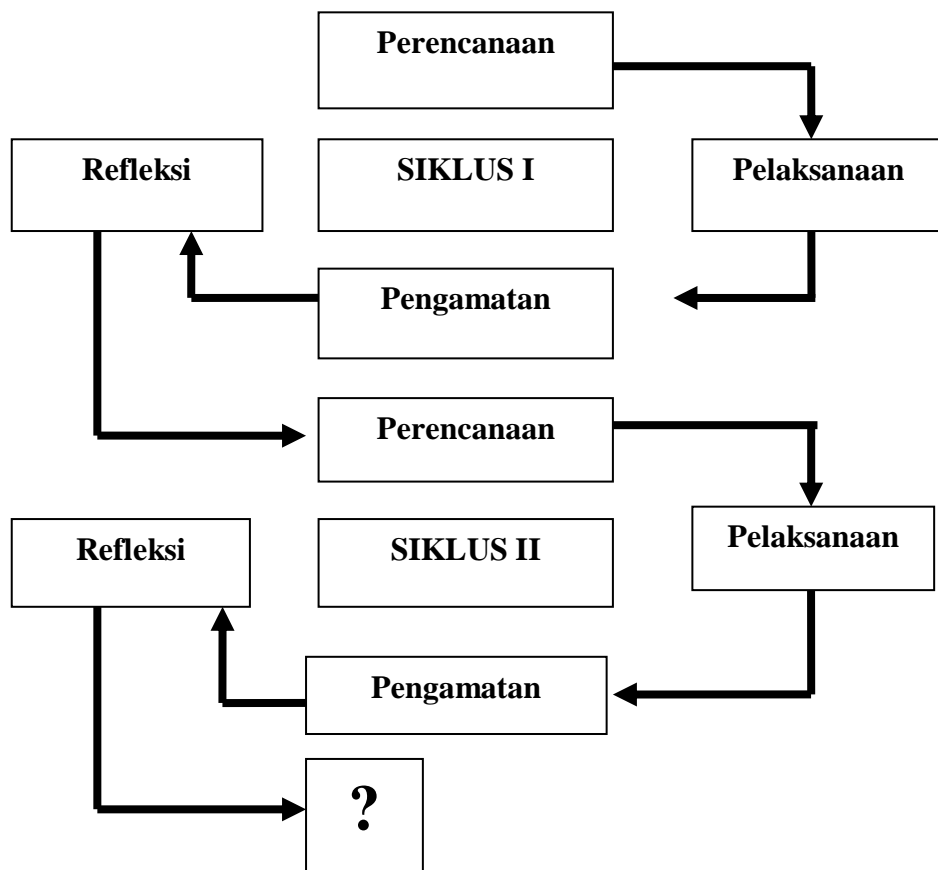 Perencanaan
Refleksi
SIKLUS I
Pelaksanaan
Pengamatan
Perencanaan
Refleksi
SIKLUS II
Pelaksanaan
Pengamatan
?